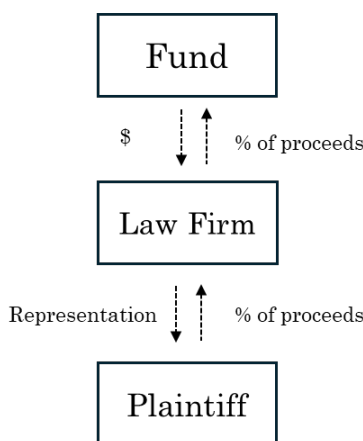 Fund
$
% of proceeds
Law Firm
Representation
% of proceeds
Plaintiff